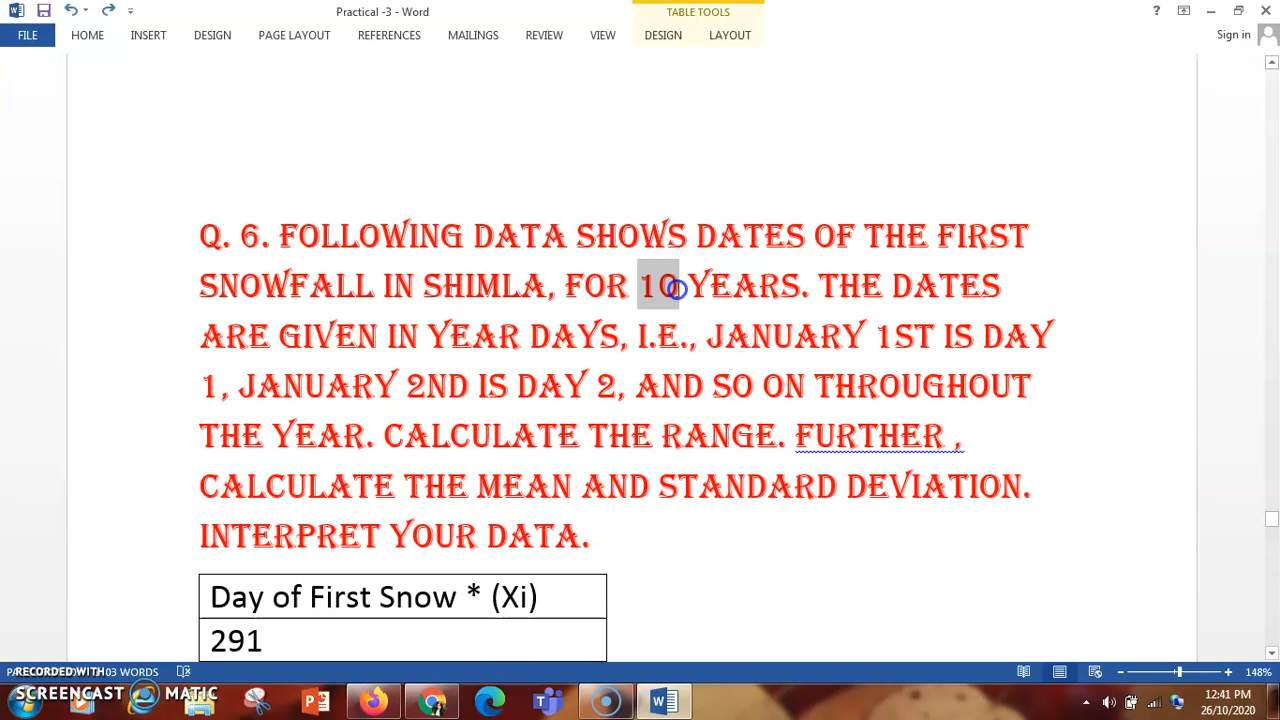 Practical -3 - Word
TABLE TOOLS
?
FILE HOME INSERT DESIGN PAGE LAYOUT REFERENCES MAILINGS REVIEW VIEW DESIGN LAYOUT Sign in
Q. 6. FOLLOWING DATA SHOWS DATES OF THE FIRST
SNOWFALL IN SHIMLA, FOR 10 YEARS. THE DATES
ARE GIVEN IN YEAR DAYS, I.E., JANUARY 1ST IS DAY
1, JANUARY 2ND IS DAY 2, AND SO ON THROUGHOUT
THE YEAR. CALCULATE THE RANGE. FURTHER ,
CALCULATE THE MEAN AND STANDARD DEVIATION.
INTERPRET YOUR DATA.
Day of First Snow * (Xi)
291
RECORDED WITH
03 WORDS
148%
SCREENCAST MATIC
12:41 PM
26/10/2020